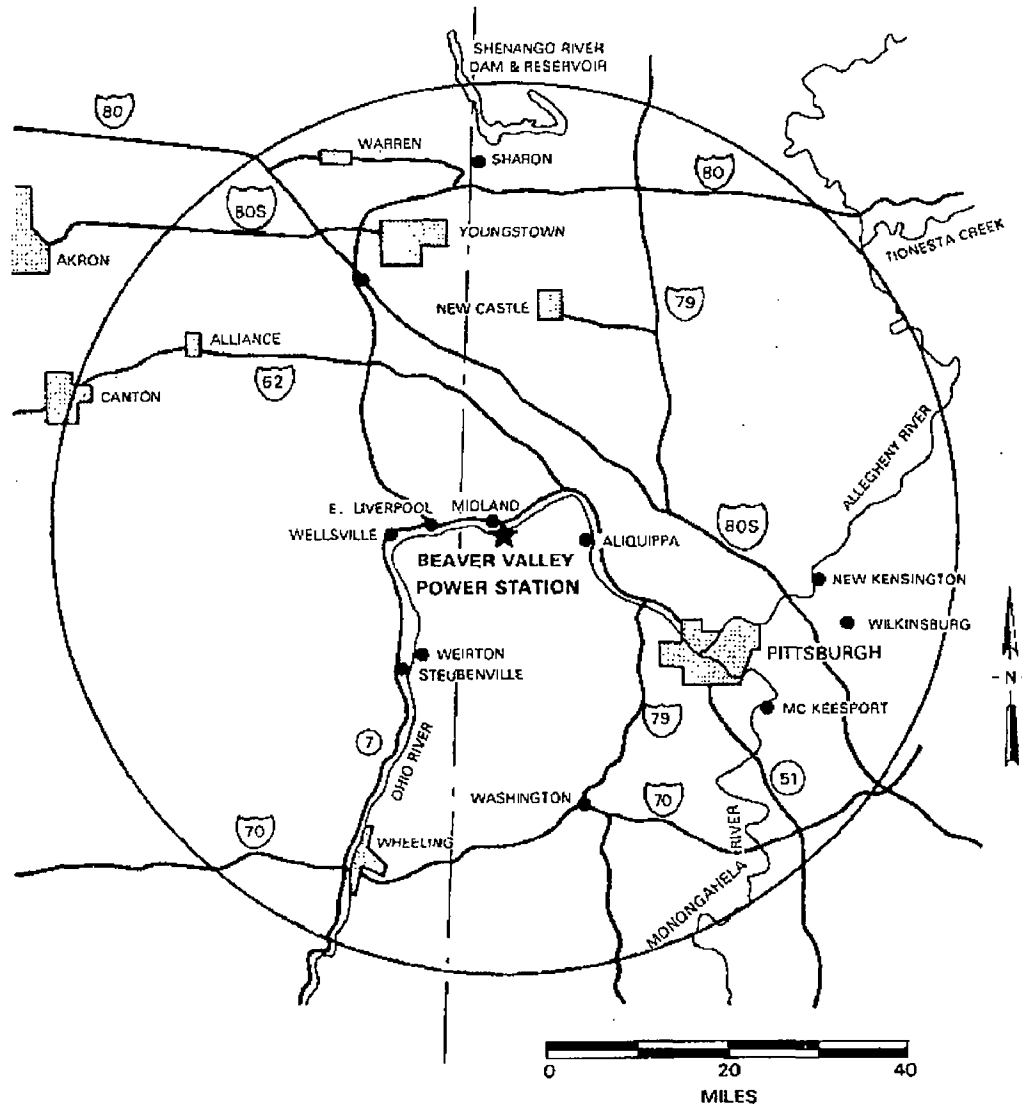 SHENANGO RIVER
DAM & RESERVOIR
80
WARREN
SHARON
80
80S
YOUNGSTOWN
TIONESTA CREEK
AKRON
NEW CASTLE
79
ALLIANCE
62
CANTON
ALLEGHENY RIVER
E. LIVERPOOL
MIDLAND
80S
WELLSVILLE
ALIQUIPPA
BEAVER VALLEY
POWER STATION
NEW KENSINGTON
WILKINSBURG
WEIRTON
PITTSBURGH
STEUBENVILLE
- N -
MC KEESPORT
79
7
OHIO RIVER
51
WASHINGTON
70
70
WHEELING
MONONGAHELA RIVER
0 20 40
MILES